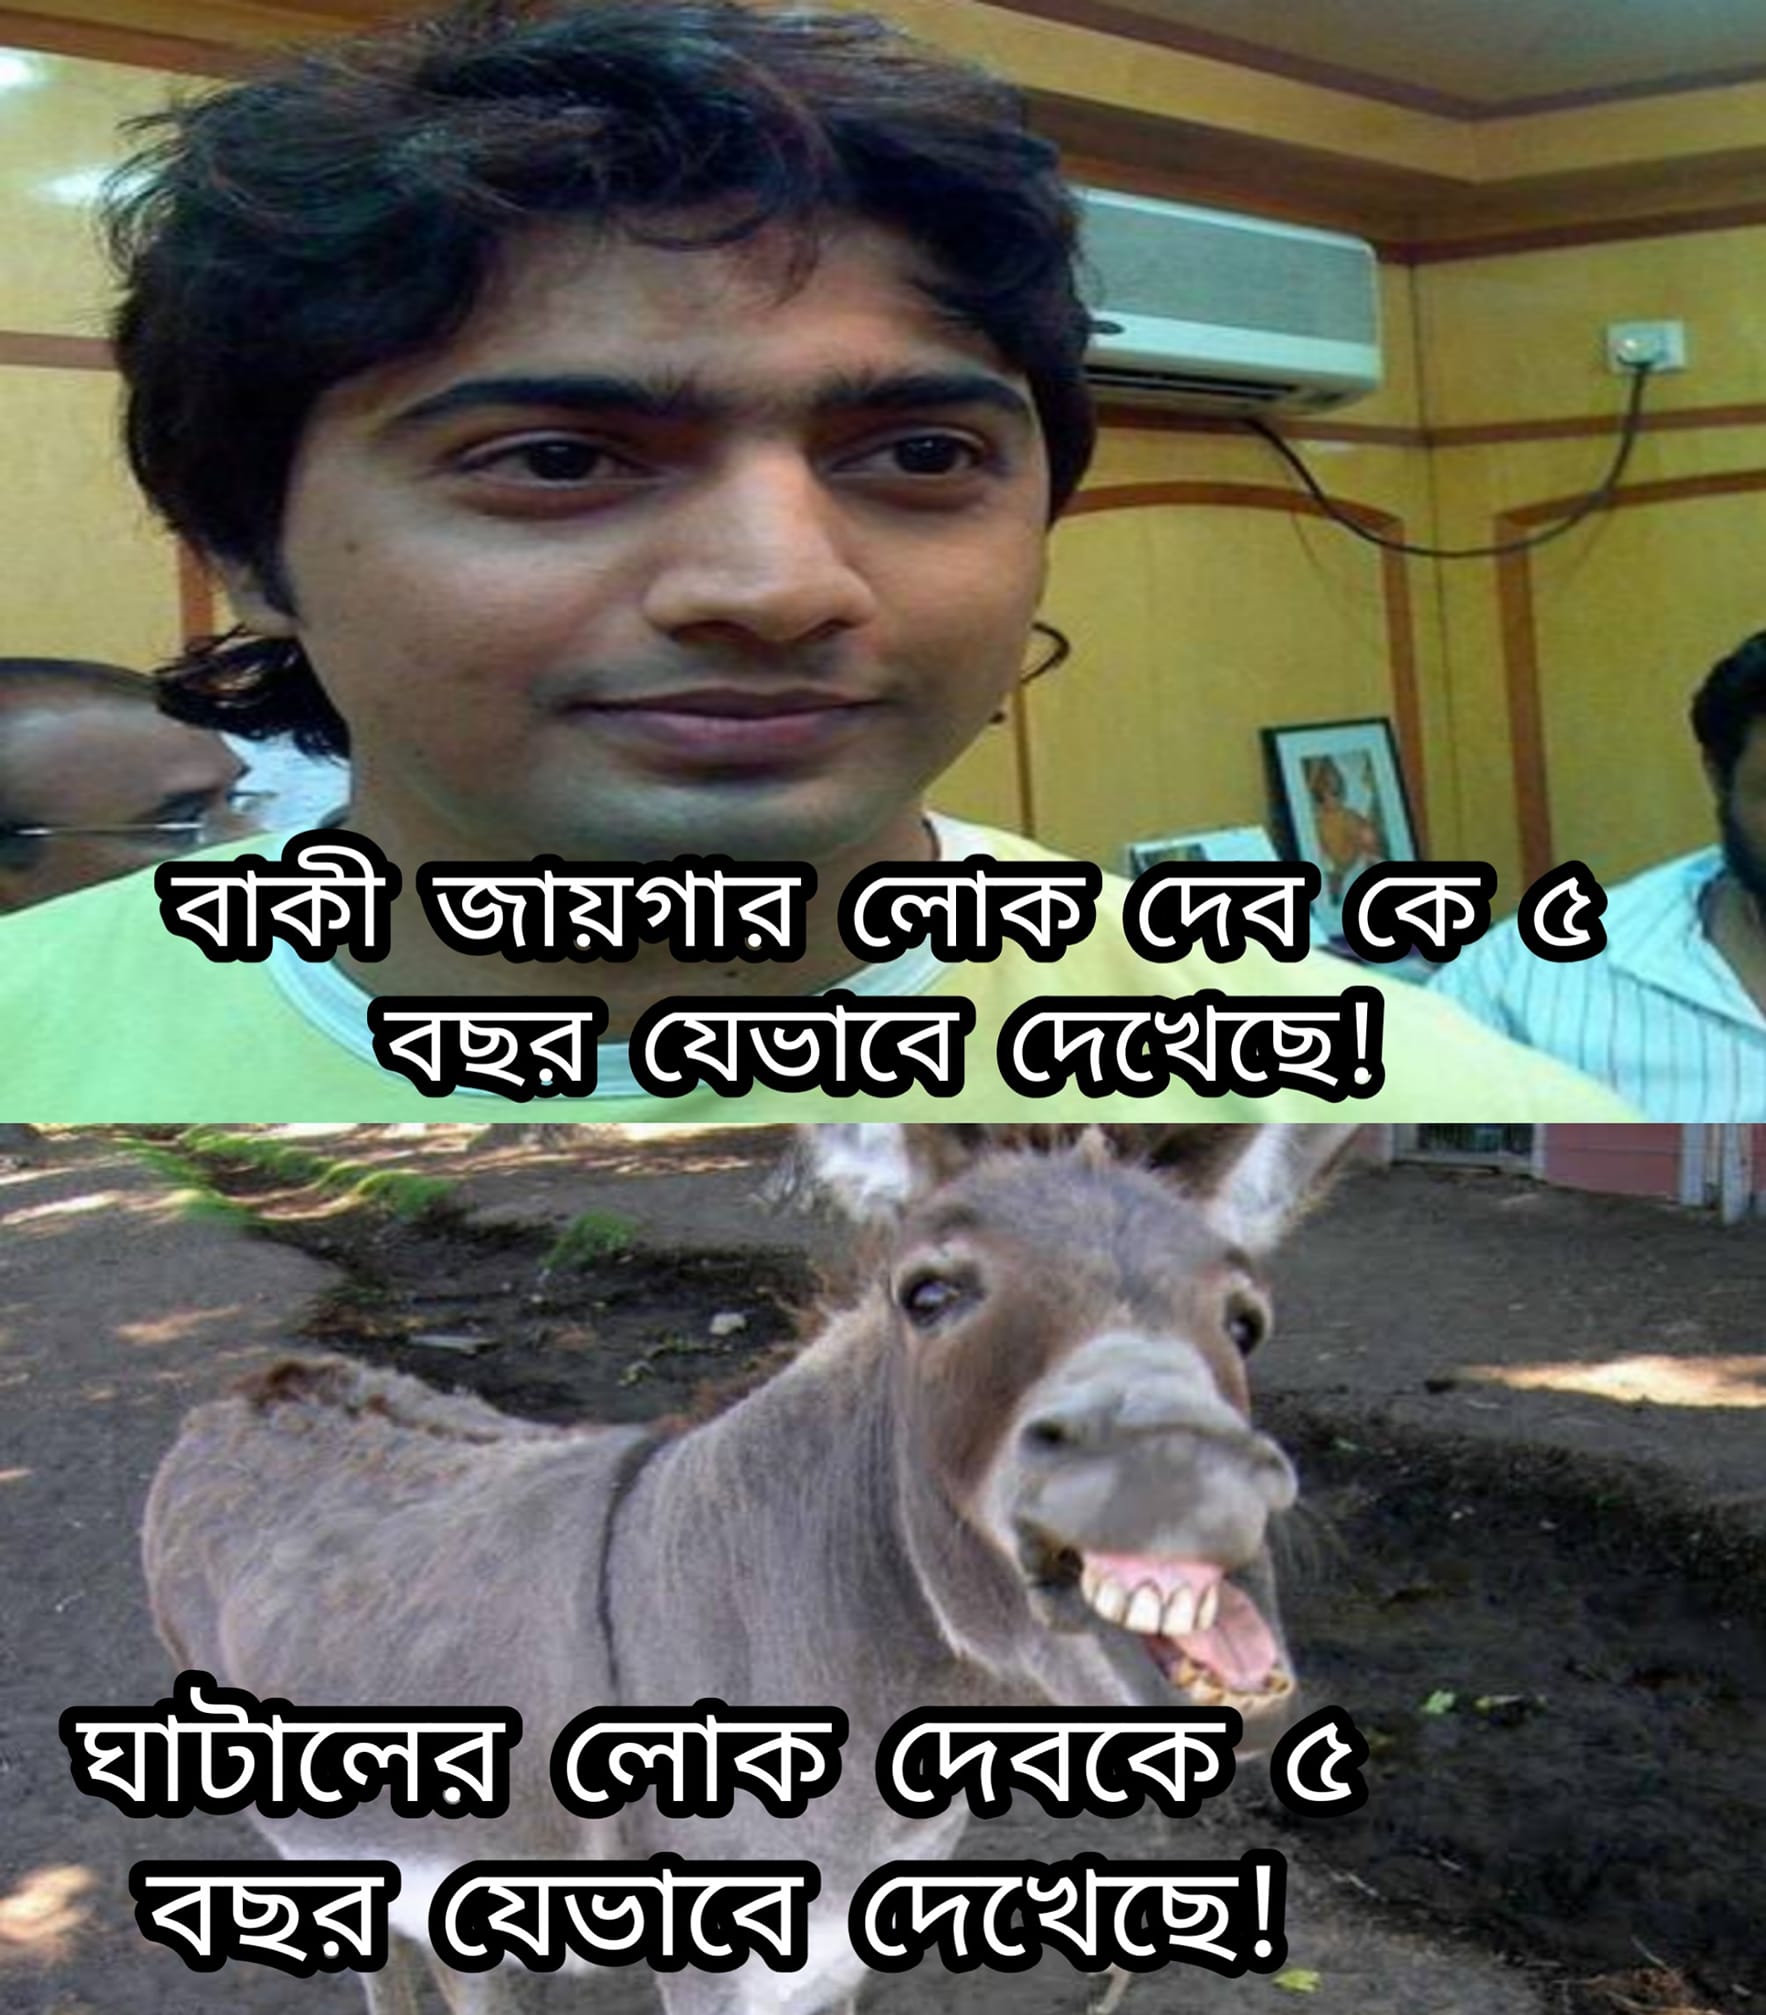 বাকী জায়গার লোক দেব কে ৫
বছর যেভাবে দেখেছে!
ঘাটালের লোক দেবকে ৫
বছর যেভাবে দেখেছে!